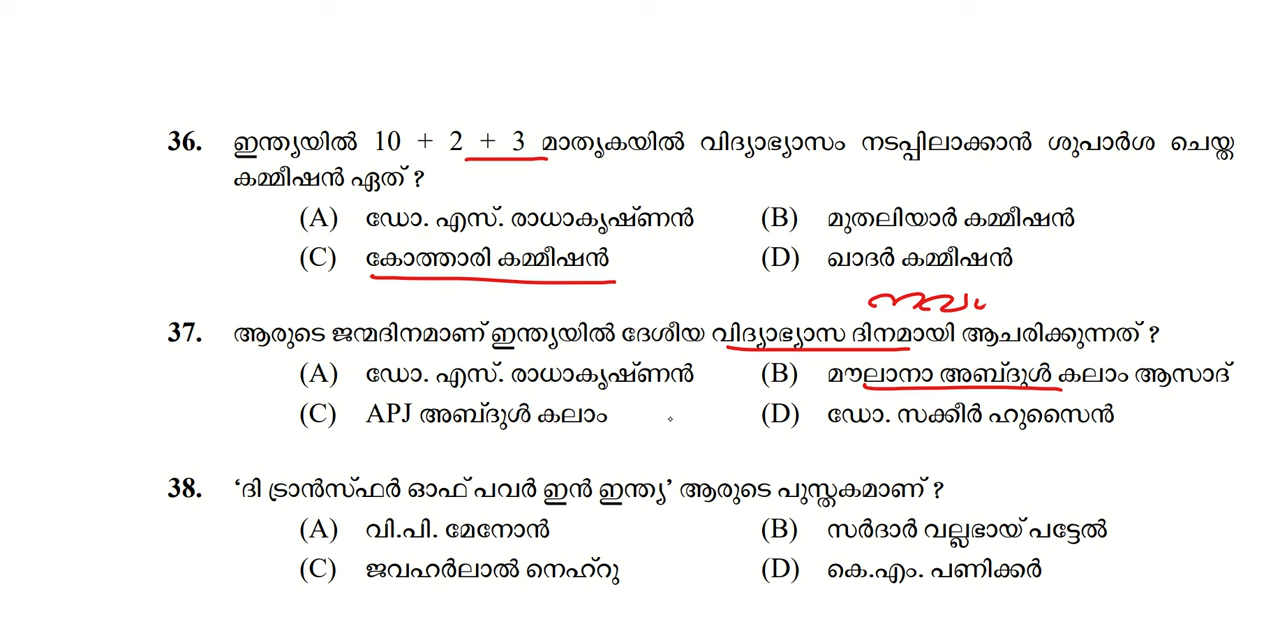 36. ഇന്ത്യയിൽ 10 + 2 + 3 മാതൃകയിൽ വിദ്യാഭ്യാസം നടപ്പിലാക്കാൻ ശുപാർശ ചെയ്ത
കമ്മീഷൻ ഏത് ?
(A) ഡോ. എസ്. രാധാകൃഷ്ണൻ (B) മുതലിയാർ കമ്മീഷൻ
(C) കോത്താരി കമ്മീഷൻ (D) ഖാദർ കമ്മീഷൻ
37. ആരുടെ ജന്മദിനമാണ് ഇന്ത്യയിൽ ദേശീയ വിദ്യാഭ്യാസ ദിനമായി ആചരിക്കുന്നത് ?
(A) ഡോ. എസ്. രാധാകൃഷ്ണൻ (B) മൗലാനാ അബ്ദുൾ കലാം ആസാദ്
(C) APJ അബ്ദുൾ കലാം (D) ഡോ. സക്കീർ ഹുസൈൻ
38. ‘ദി ട്രാൻസ്ഫർ ഓഫ് പവർ ഇൻ ഇന്ത്യ’ ആരുടെ പുസ്തകമാണ് ?
(A) വി.പി. മേനോൻ (B) സർദാർ വല്ലഭായ് പട്ടേൽ
(C) ജവഹർലാൽ നെഹ്റു (D) കെ.എം. പണിക്കർ